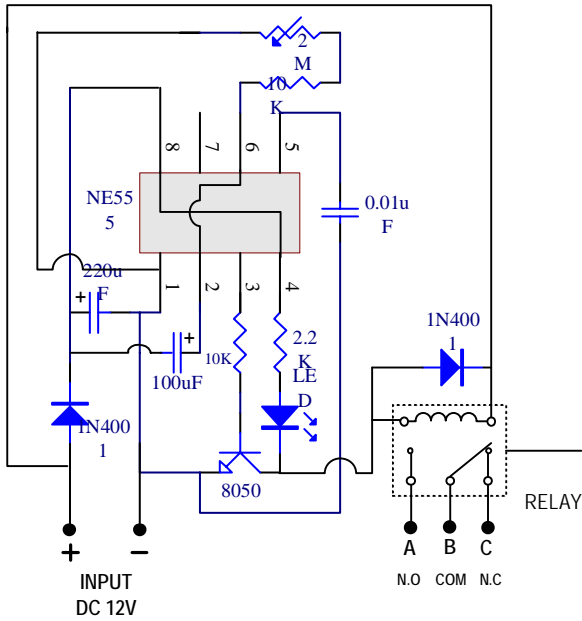 2
M
10
K
8
7
6
5
NE55
5
0.01u
F
220u
F
1
2
3
4
+
+
10K
2.2
K
LE
D
1N400
1
100uF
1N400
1
8050
RELAY
A
B
C
+
-
N.O
COM
N.C
INPUT
DC 12V